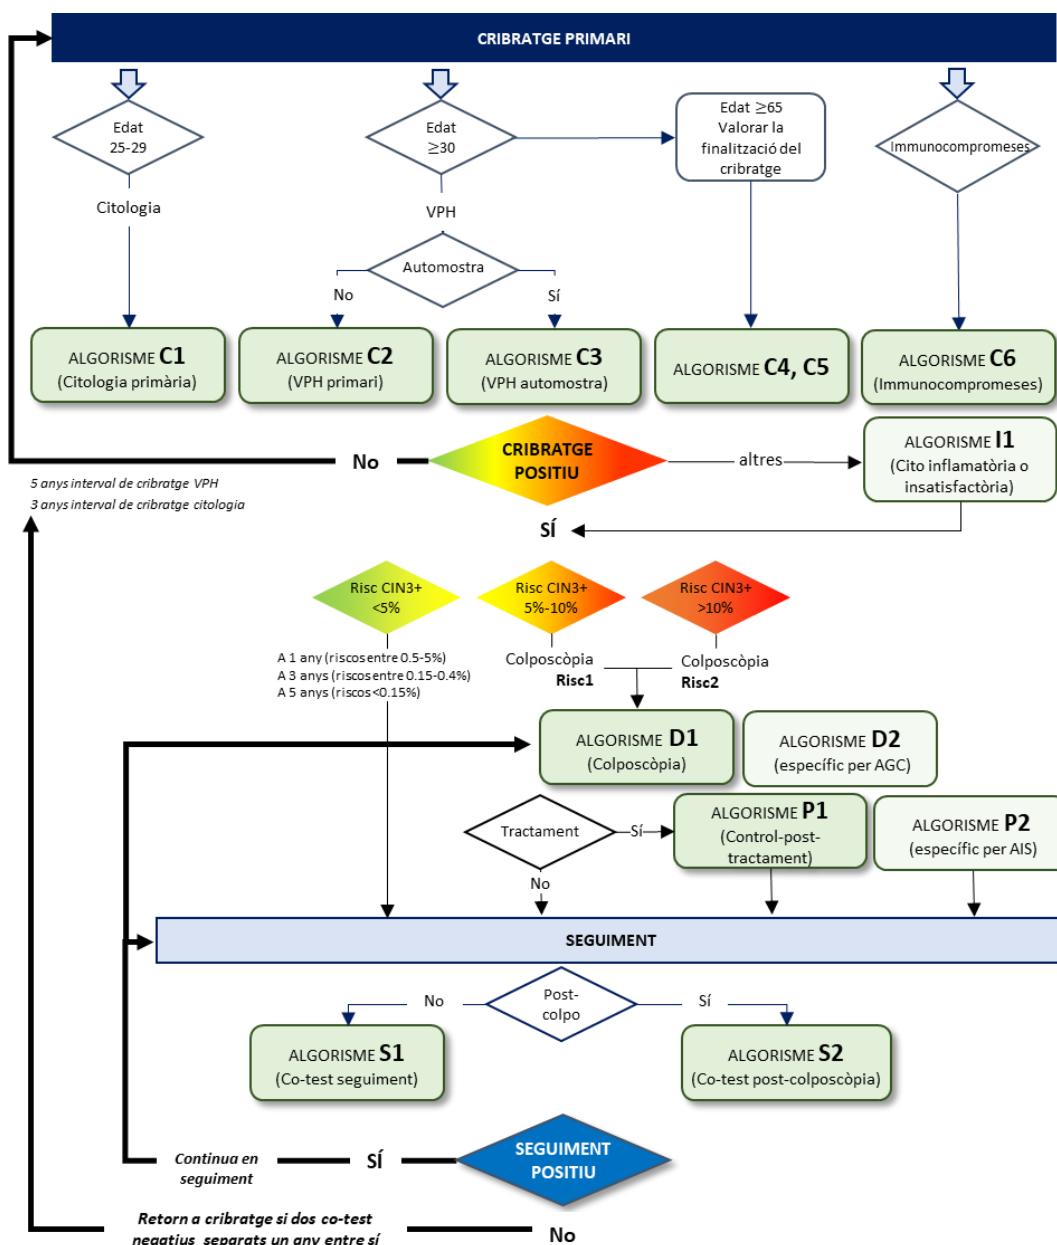 CRIBRATGE PRIMARI
Edat
25-29
Edat
≥30
Edat ≥65
Valorar la
finalització del
cribratge
Immunocompromeses
Citologia
VPH
Automostra
No
Sí
ALGORISME C1
(Citologia primària)
ALGORISME C2
(VPH primari)
ALGORISME C3
(VPH automostra)
ALGORISME C4, C5
ALGORISME C6
(Immunocompromeses)
CRIBRATGE
POSITIU
No
altres
ALGORISME I1
(Cito inflamatòria o
insatisfactòria)
5 anys interval de cribratge VPH
3 anys interval de cribratge citologia
SÍ
Risc CIN3+
<5%
Risc CIN3+
5%-10%
Risc CIN3+
>10%
A 1 any (riscos entre 0.5-5%)
A 3 anys (riscos entre 0.15-0.4%)
A 5 anys (riscos <0.15%)
Colposcòpia
Risc1
Colposcòpia
Risc2
ALGORISME D1
(Colposcòpia)
ALGORISME D2
(específic per AGC)
Tractament
Sí
No
ALGORISME P1
(Control-post-
tractament)
ALGORISME P2
(específic per AIS)
SEGUIMENT
Post-
colpo
No
Sí
ALGORISME S1
(Co-test seguiment)
ALGORISME S2
(Co-test post-colposcòpia)
SEGUIMENT
POSITIU
SÍ
Continua en
seguiment
No
Retorn a cribratge si dos co-test
negatius separats un any entre sí